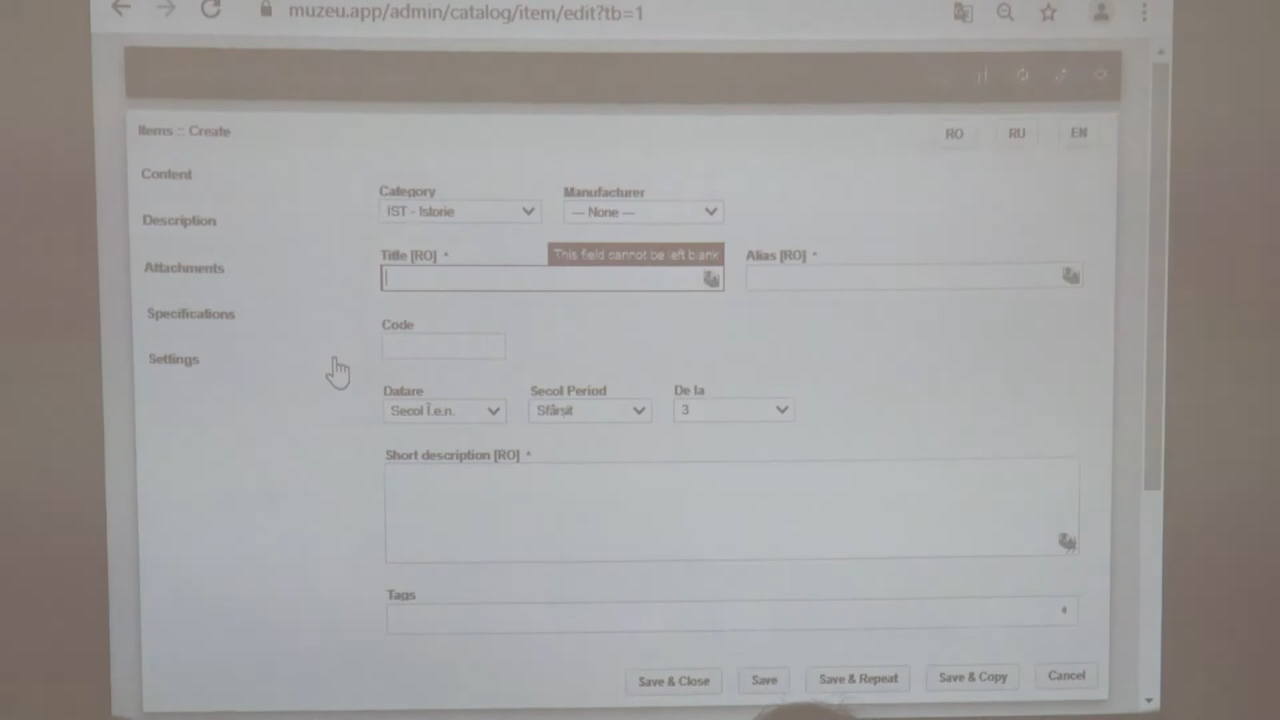 muzeu.app/admin/catalog/item/edit?tb=1
Items :: Create
RO RU EN
Content
Description
Attachments
Specifications
Settings
Category Manufacturer
IST - Istorie — None —
Title [RO] * This field cannot be left blank Alias [RO] *
Code
Datare Secol Period De la
Secol Î.e.n. Sfârșit 3
Short description [RO] *
Tags
Save & Close Save Save & Repeat Save & Copy Cancel